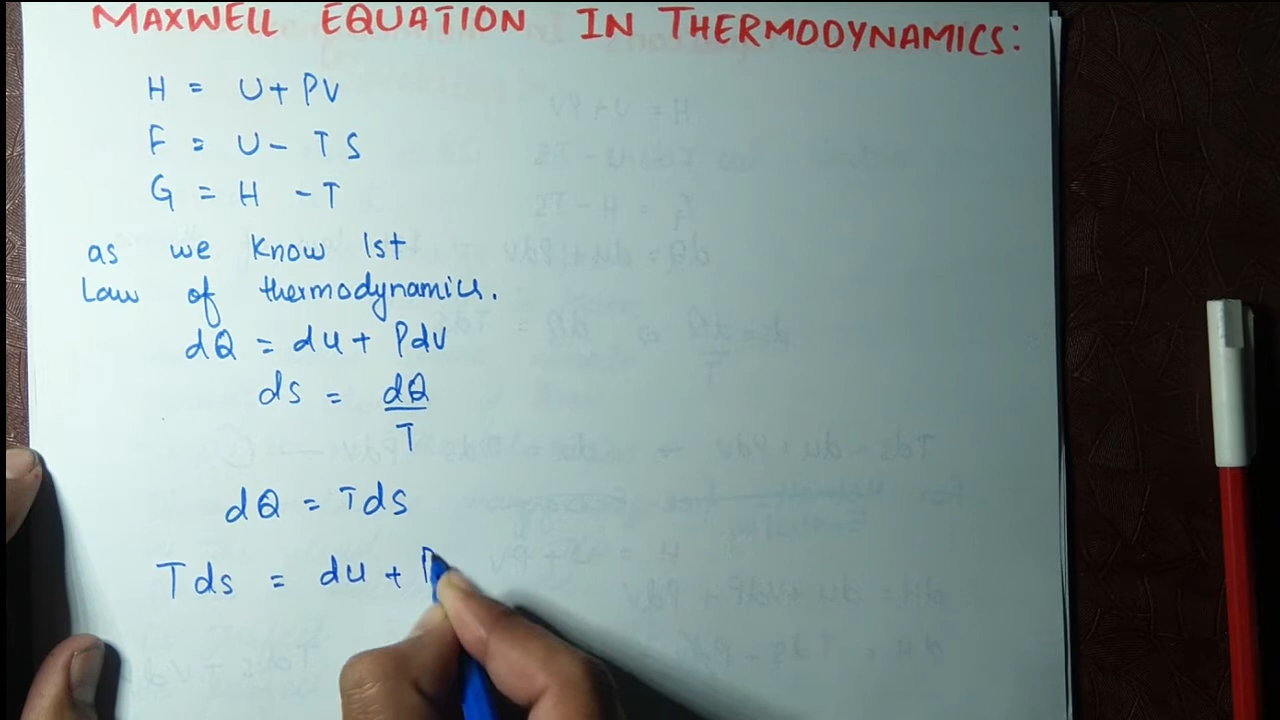 MAXWELL EQUATION IN THERMODYNAMICS:
H = U + PV
F = U - TS
G = H - T
as we know 1st
law of thermodynamics.
dQ = du + Pdv
ds = dQ/T
dQ = Tds
Tds = du + P